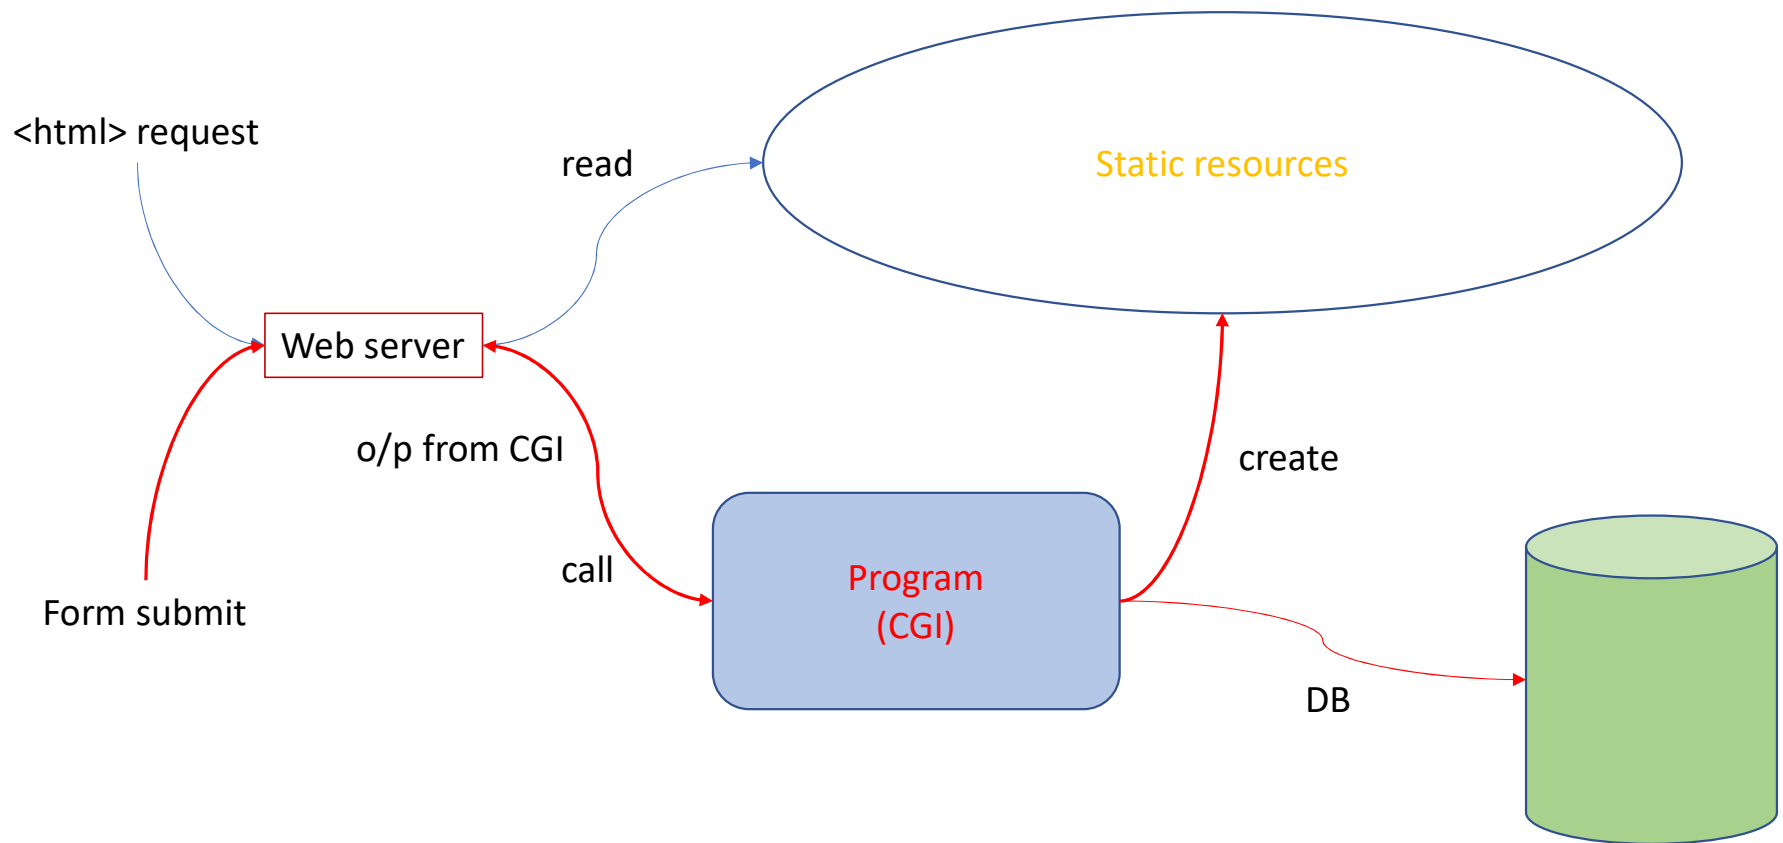 <html> request
read
Static resources
Web server
o/p from CGI
create
call
Program
(CGI)
Form submit
DB